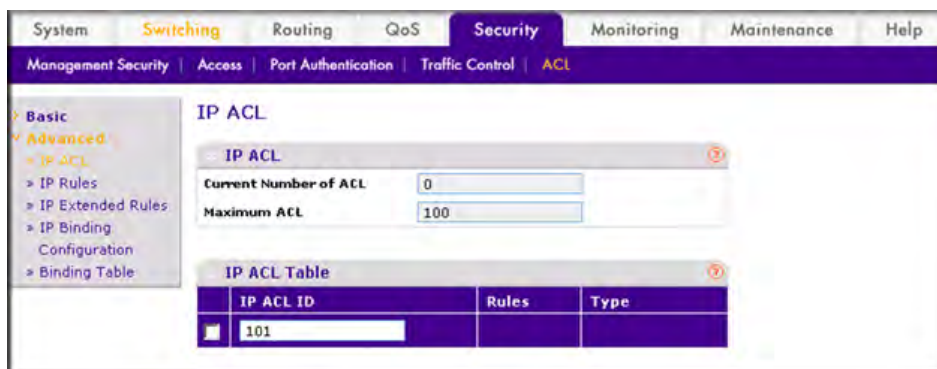 System Switching Routing QoS Security Monitoring Maintenance Help
Management Security | Access | Port Authentication | Traffic Control | ACL
Basic
Advanced
» IP ACL
» IP Rules
» IP Extended Rules
» IP Binding
Configuration
» Binding Table
IP ACL
IP ACL
Current Number of ACL 0
Maximum ACL 100
IP ACL Table
IP ACL ID Rules Type
101